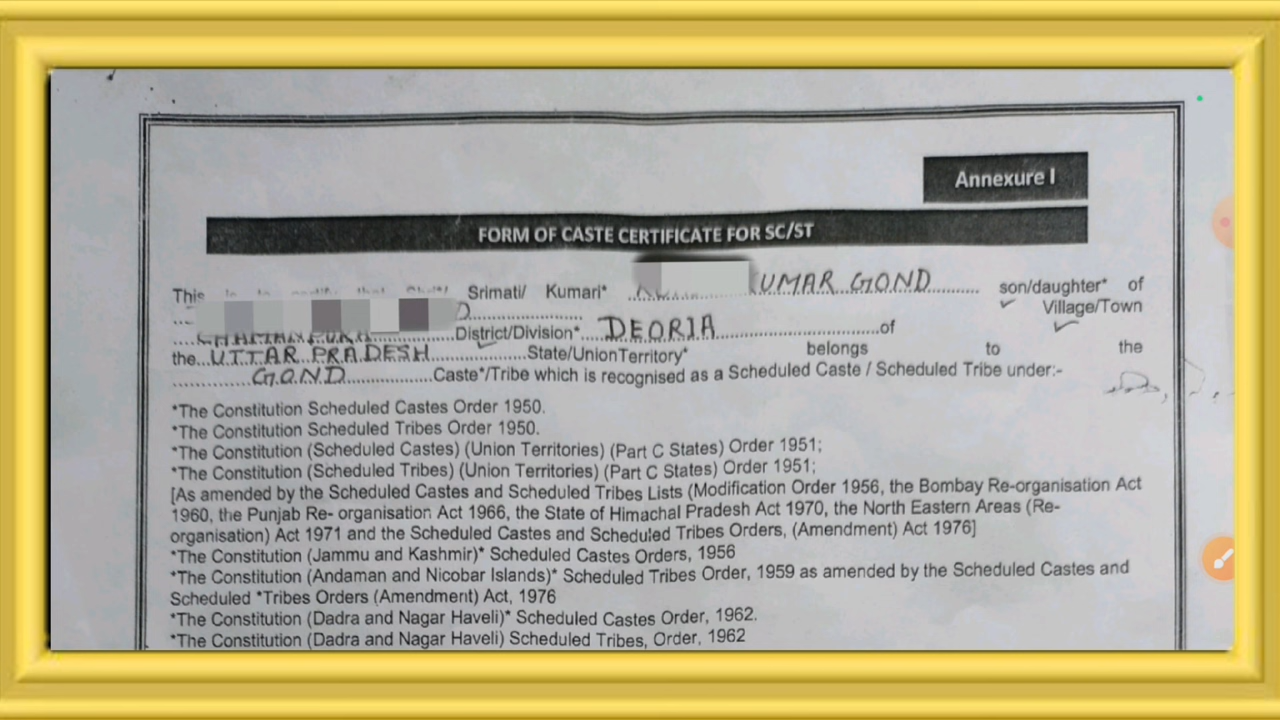 Annexure I
FORM OF CASTE CERTIFICATE FOR SC/ST
This is to certify that Shri*/ Srimati/ Kumari* KUMAR GOND son/daughter* of
Village/Town
District/Division* DEORIA of
the UTTAR PRADESH State/UnionTerritory* belongs to the
GOND Caste*/Tribe which is recognised as a Scheduled Caste / Scheduled Tribe under:-
*The Constitution Scheduled Castes Order 1950.
*The Constitution Scheduled Tribes Order 1950.
*The Constitution (Scheduled Castes) (Union Territories) (Part C States) Order 1951;
*The Constitution (Scheduled Tribes) (Union Territories) (Part C States) Order 1951;
[As amended by the Scheduled Castes and Scheduled Tribes Lists (Modification Order 1956, the Bombay Re-organisation Act
1960, the Punjab Re- organisation Act 1966, the State of Himachal Pradesh Act 1970, the North Eastern Areas (Re-
organisation) Act 1971 and the Scheduled Castes and Scheduled Tribes Orders, (Amendment) Act 1976]
*The Constitution (Jammu and Kashmir)* Scheduled Castes Orders, 1956
*The Constitution (Andaman and Nicobar Islands)* Scheduled Tribes Order, 1959 as amended by the Scheduled Castes and
Scheduled *Tribes Orders (Amendment) Act, 1976
*The Constitution (Dadra and Nagar Haveli)* Scheduled Castes Order, 1962.
*The Constitution (Dadra and Nagar Haveli) Scheduled Tribes, Order, 1962